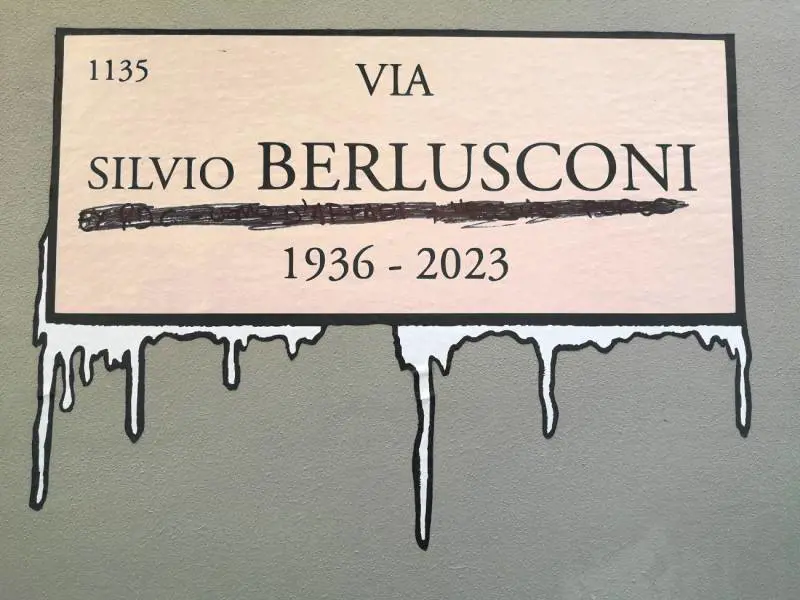 1135
VIA
SILVIO BERLUSCONI
1936 - 2023